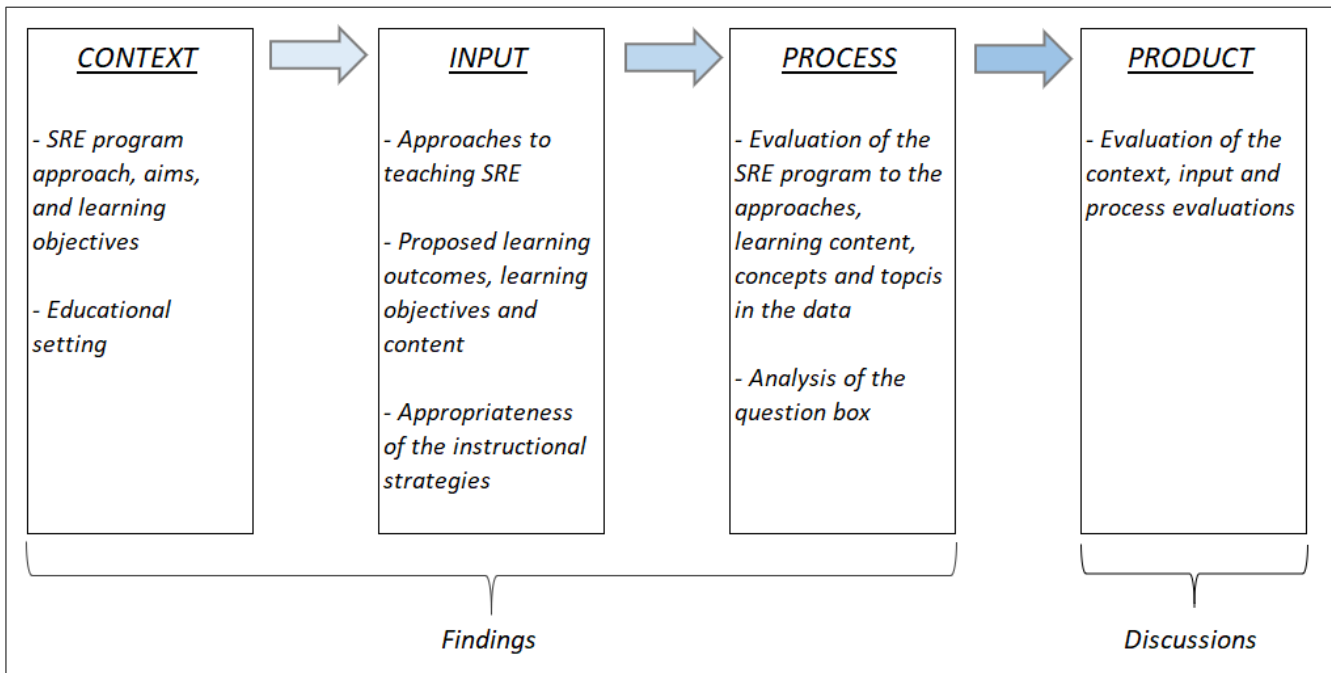 CONTEXT
- SRE program
approach, aims,
and learning
objectives
- Educational
setting
INPUT
- Approaches to
teaching SRE
- Proposed learning
outcomes, learning
objectives and
content
- Appropriateness
of the instructional
strategies
PROCESS
- Evaluation of the
SRE program to the
approaches,
learning content,
concepts and topcis
in the data
- Analysis of the
question box
PRODUCT
- Evaluation of the
context, input and
process evaluations
Findings
Discussions